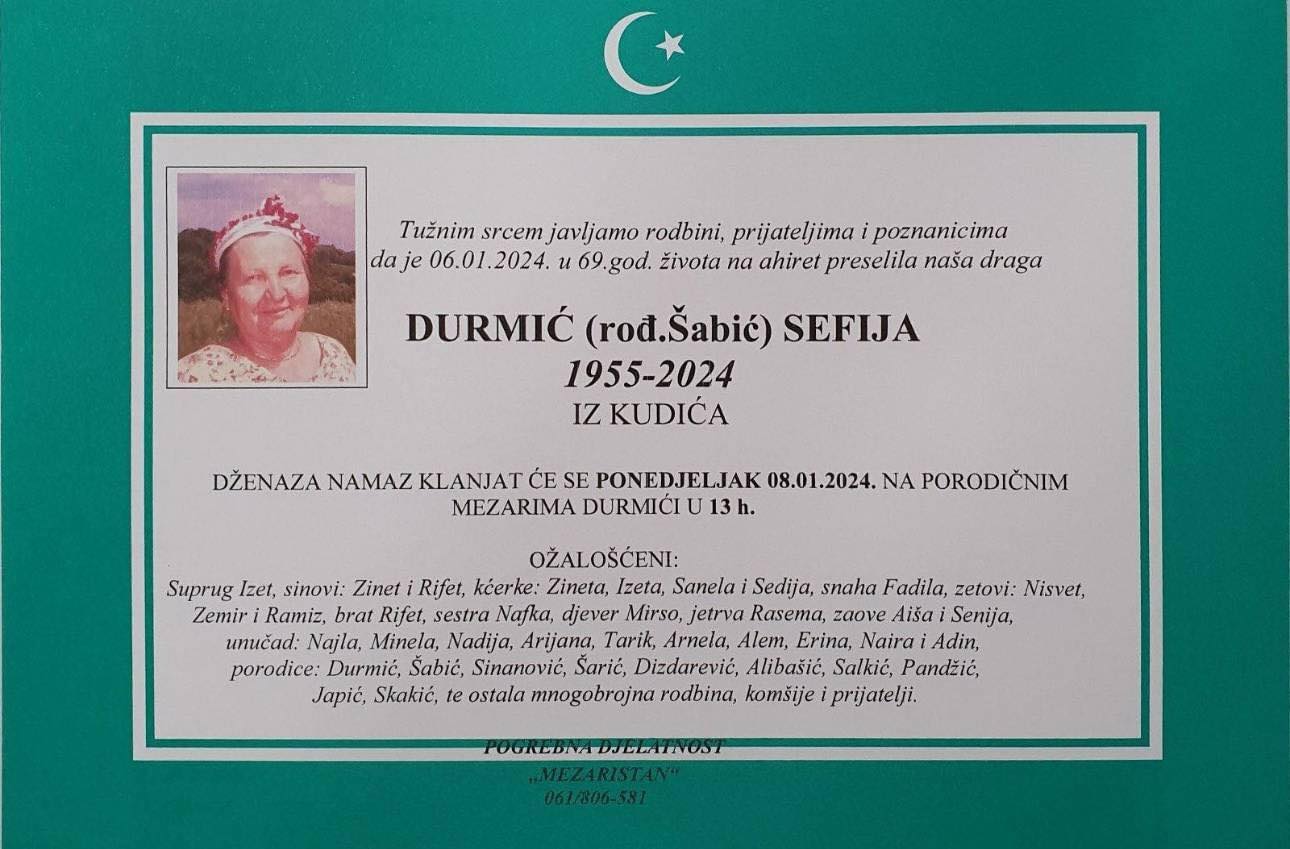 Tužnim srcem javljamo rodbini, prijateljima i poznanicima
da je 06.01.2024. u 69.god. života na ahiret preselila naša draga
DURMIĆ (rođ.Šabić) SEFIJA
1955-2024
IZ KUDIĆA
DŽENAZA NAMAZ KLANJAT ĆE SE PONEDJELJAK 08.01.2024. NA PORODIČNIM
MEZARIMA DURMIĆI U 13 h.
OŽALOŠĆENI:
Suprug Izet, sinovi: Zinet i Rifet, kćerke: Zineta, Izeta, Sanela i Sedija, snaha Fadila, zetovi: Nisvet,
Zemir i Ramiz, brat Rifet, sestra Nafka, djever Mirso, jetrva Rasema, zaove Aiša i Senija,
unučad: Najla, Minela, Nadija, Arijana, Tarik, Arnela, Alem, Erina, Naira i Adin,
porodice: Durmić, Šabić, Sinanović, Šarić, Dizdarević, Alibašić, Salkić, Pandžić,
Japić, Skakić, te ostala mnogobrojna rodbina, komšije i prijatelji.
POGREBNA DJELATNOST
„MEZARISTAN“
061/806-581